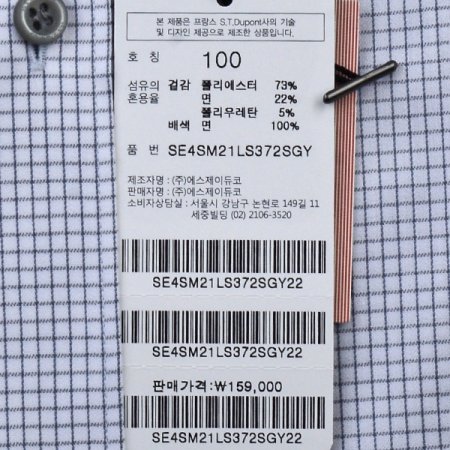 본 제품은 프랑스 S.T.Dupont사의 기술
및 디자인 제공으로 제조한 상품입니다.
호 칭 100
섬유의 겉감 폴리에스터 73%
혼용율 면 22%
폴리우레탄 5%
배색 면 100%
품 번 SE4SM21LS372SGY
제조자명 : (주)에스제이듀코
판매자명 : (주)에스제이듀코
소비자상담실 : 서울시 강남구 논현로 149길 11
세중빌딩 (02) 2106-3520
SE4SM21LS372SGY22
SE4SM21LS372SGY22
판매가격:₩159,000
SE4SM21LS372SGY22